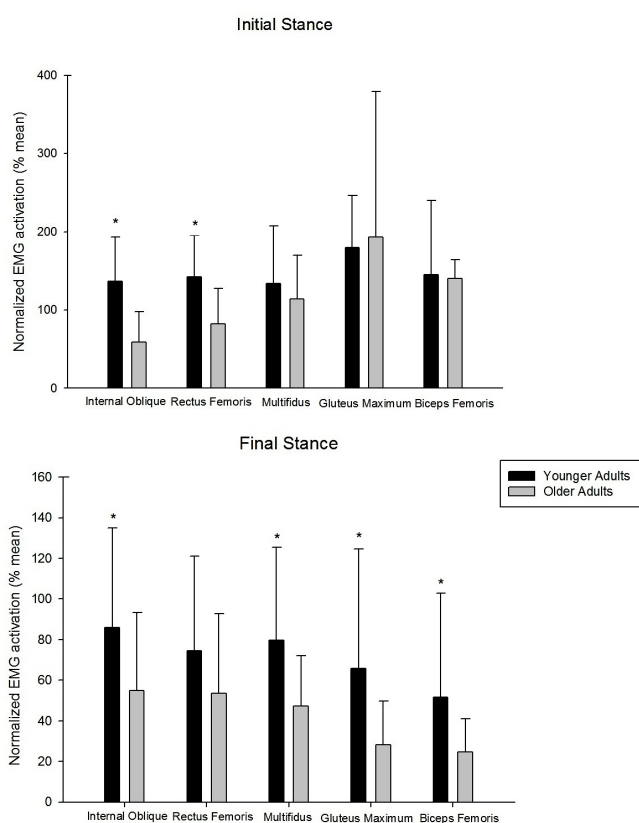 Initial Stance
Normalized EMG activation (% mean)
400
300
200
100
0
* *
Internal Oblique Rectus Femoris Multifidus Gluteus Maximum Biceps Femoris
Final Stance
Younger Adults
Older Adults
Normalized EMG activation (% mean)
160
140
120
100
80
60
40
20
0
* * * *
Internal Oblique Rectus Femoris Multifidus Gluteus Maximum Biceps Femoris